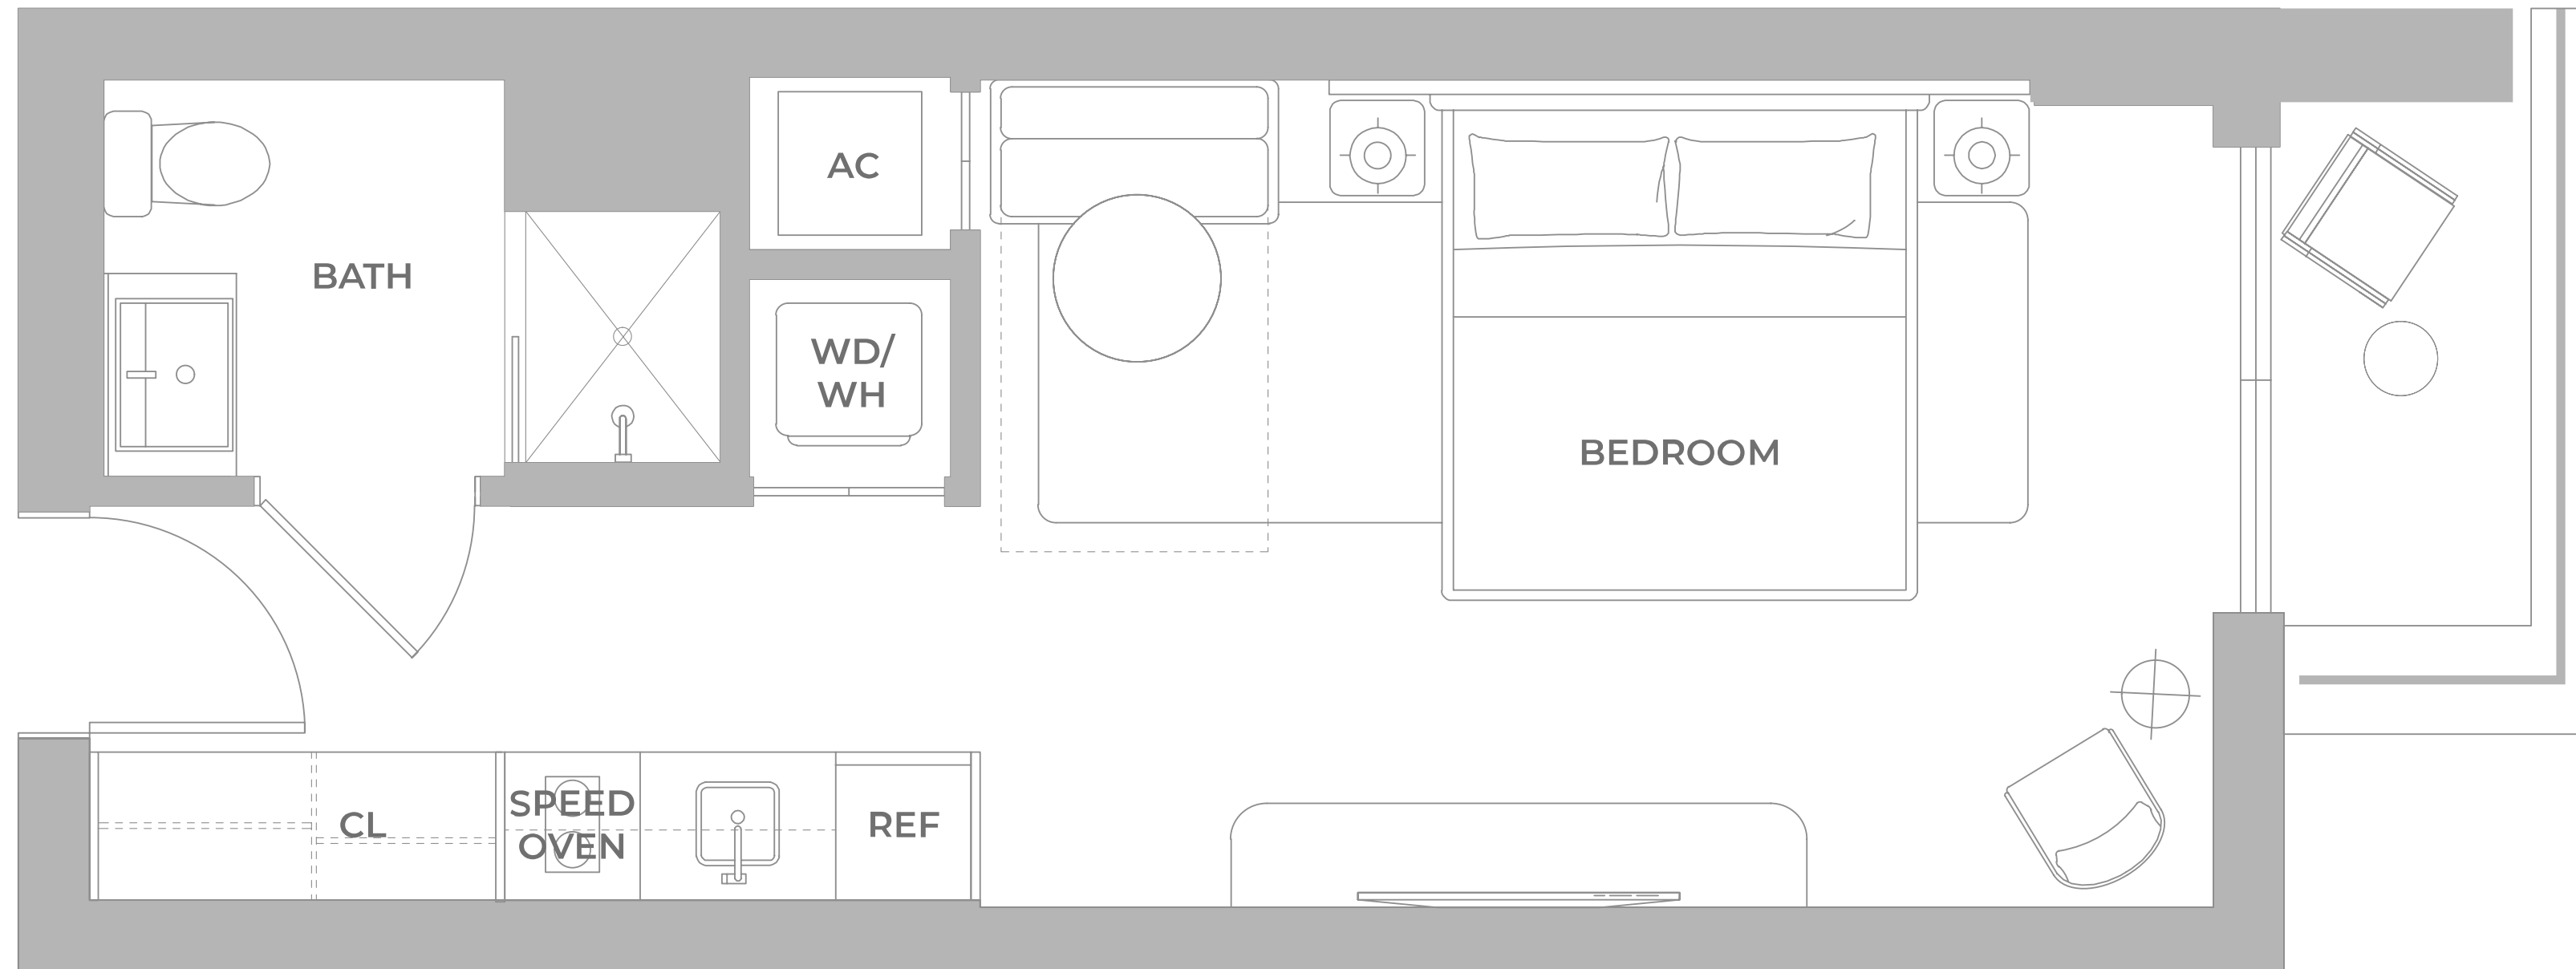 BATH
AC
WD/
WH
BEDROOM
CL
SPEED
OVEN
REF